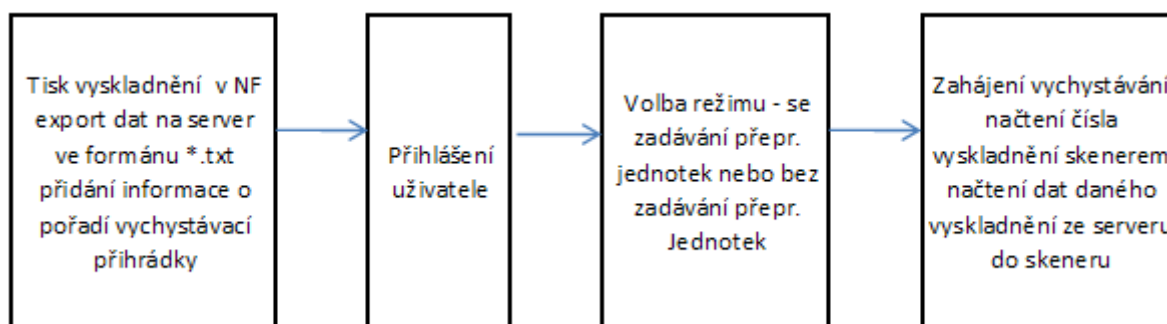 Tisk vyskladnění v NF
export dat na server
ve formánu *.txt
přidání informace o
pořadí vychystávací
přihrádky
Přihlášení
uživatele
Volba režimu - se
zadávání přepr.
jednotek nebo bez
zadávání přepr.
Jednotek
Zahájení vychystávání
načtení čísla
vyskladnění skenerem
načtení dat daného
vyskladnění ze serveru
do skeneru